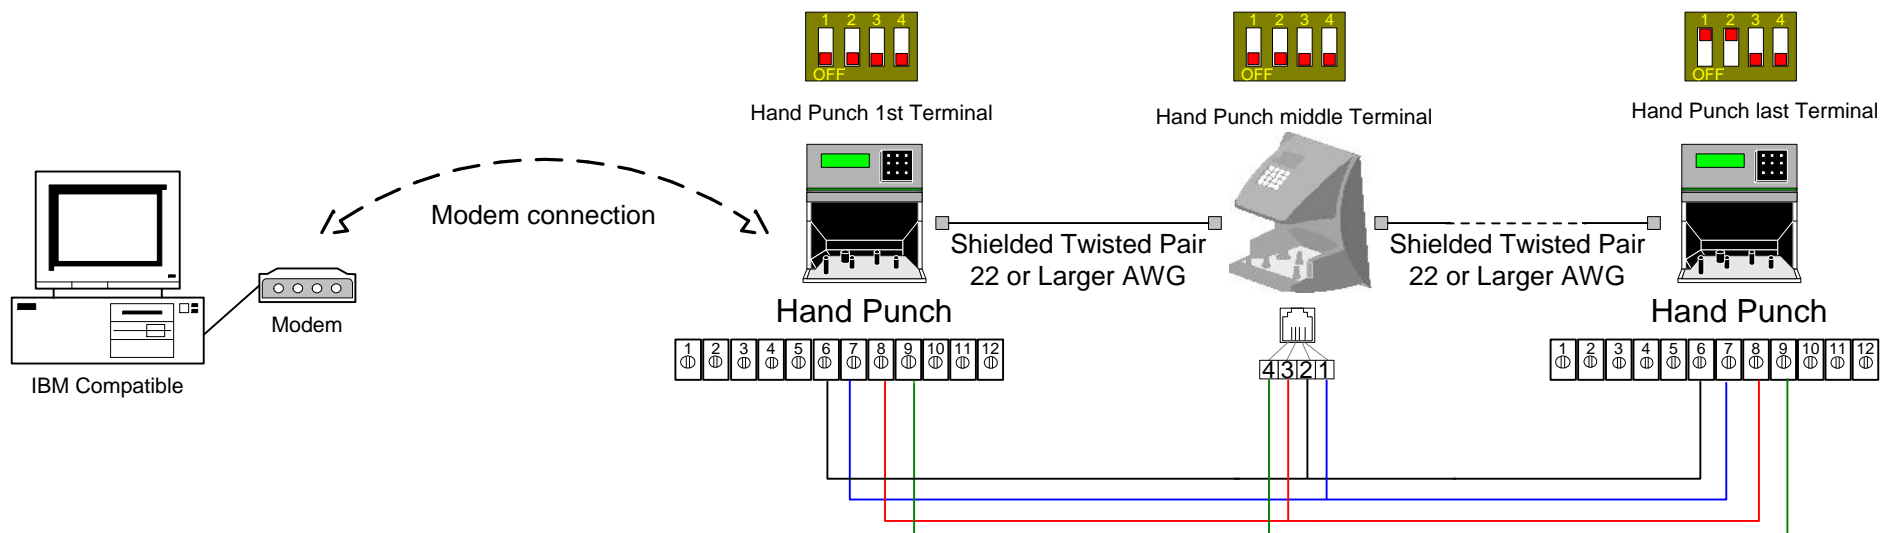 1 2 3 4
OFF
1 2 3 4
OFF
1 2 3 4
OFF
Hand Punch 1st Terminal
Hand Punch middle Terminal
Hand Punch last Terminal
Modem connection
Shielded Twisted Pair
22 or Larger AWG
Shielded Twisted Pair
22 or Larger AWG
Modem
IBM Compatible
Hand Punch
1 2 3 4 5 6 7 8 9 10 11 12
4 3 2 1
Hand Punch
1 2 3 4 5 6 7 8 9 10 11 12